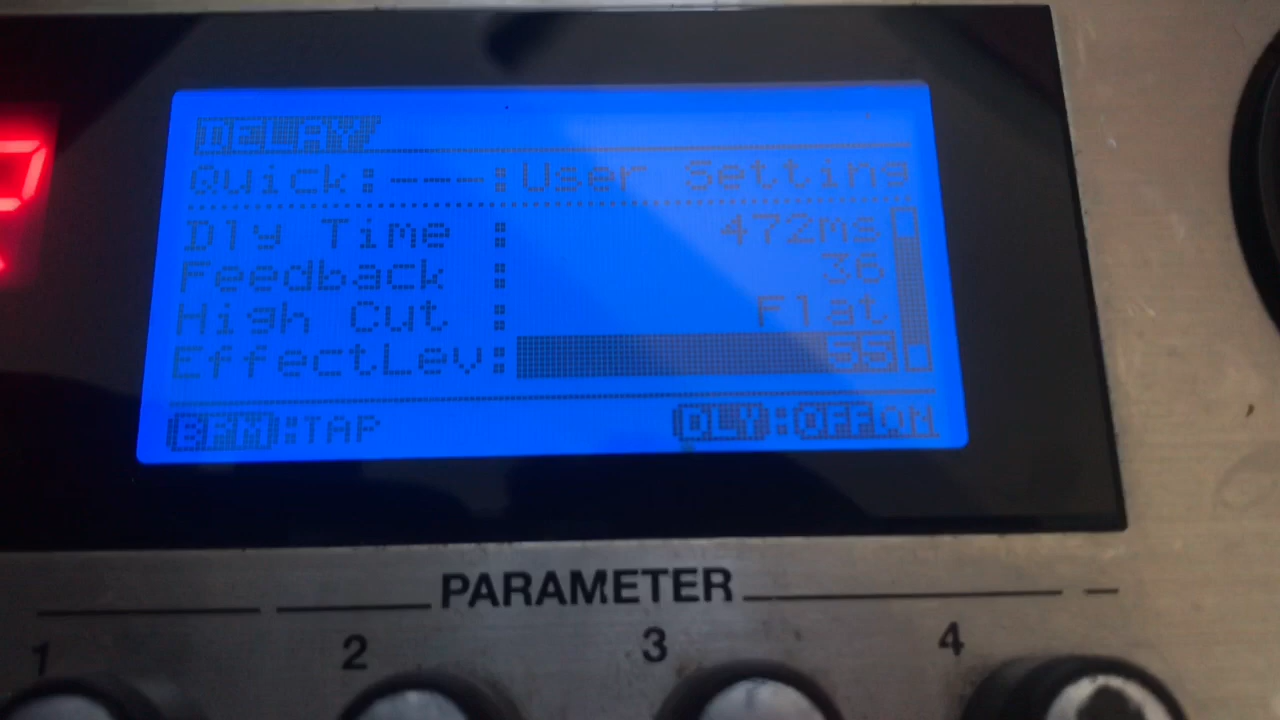 DELAY
Quick:---:User Setting
Dly Time : 472ms
Feedback : 36
High Cut : Flat
EffectLev: 55
BRM:TAP DLY:OFF ON
PARAMETER
1 2 3 4